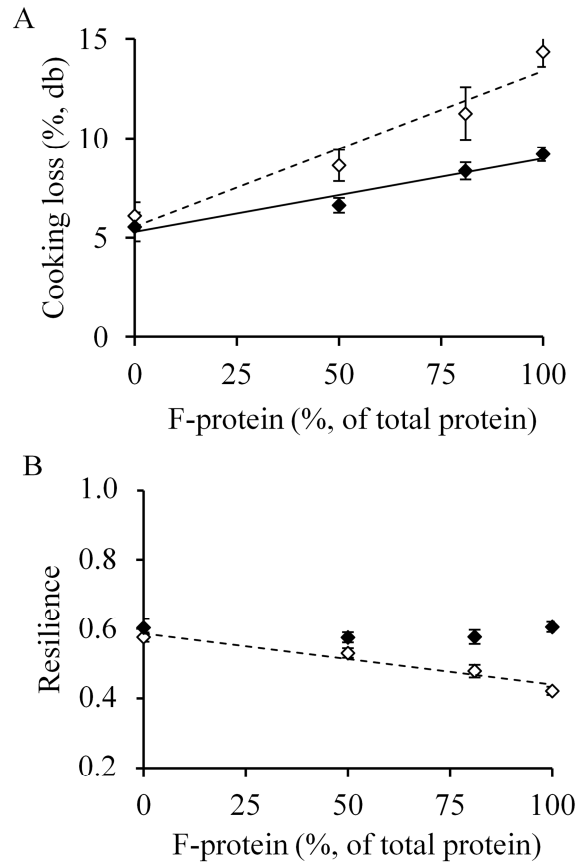 A
Cooking loss (%, db)
15
10
5
0
0 25 50 75 100
F-protein (%, of total protein)
B
Resilience
1.0
0.8
0.6
0.4
0.2
0 25 50 75 100
F-protein (%, of total protein)